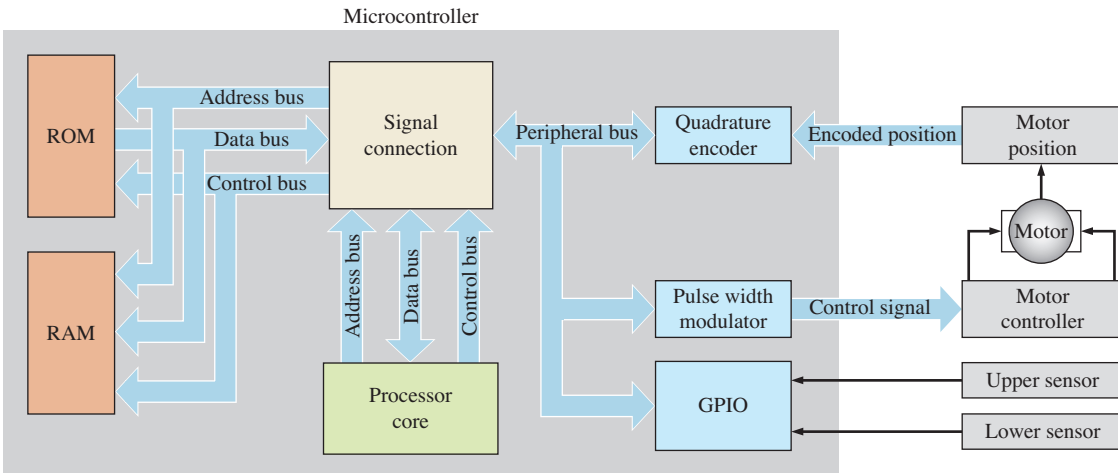 Microcontroller
ROM
Address bus
Data bus
Control bus
Signal
connection
Peripheral bus
Quadrature
encoder
Encoded position
Motor
position
Motor
RAM
Address bus
Data bus
Control bus
Pulse width
modulator
Control signal
Motor
controller
Processor
core
GPIO
Upper sensor
Lower sensor